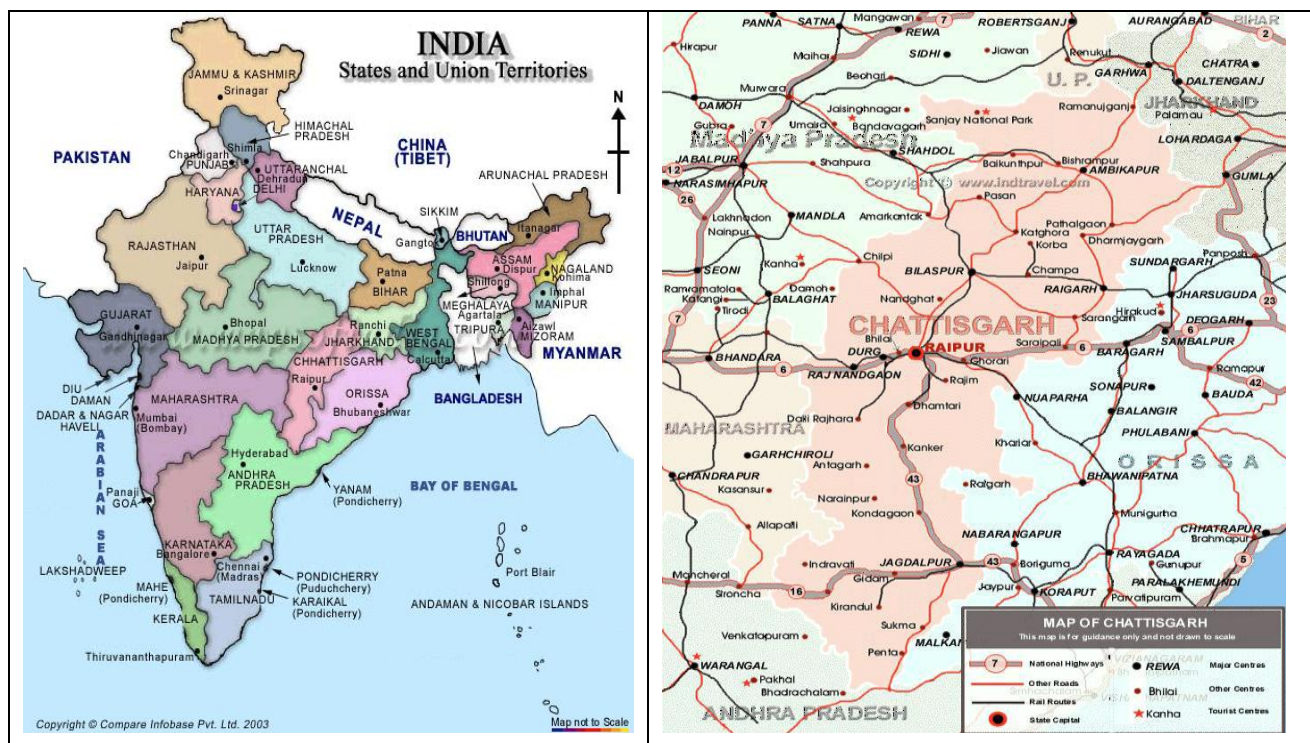 INDIA
States and Union Territories
N
JAMMU & KASHMIR
Srinagar
HIMACHAL
PRADESH
PAKISTAN
Chandigarh
PUNJAB
Shimla
CHINA
(TIBET)
UTTARANCHAL
Dehradun
HARYANA
DELHI
ARUNACHAL PRADESH
NEPAL
SIKKIM
Gangto
BHUTAN
Itanagar
RAJASTHAN
Jaipur
UTTAR
PRADESH
Lucknow
ASSAM
Dispur
NAGALAND
Kohima
Patna
BIHAR
Shillong
MEGHALAYA
Imphal
MANIPUR
Agartala
TRIPURA
Aizawl
MIZORAM
GUJARAT
Gandhinagar
Bhopal
MADHYA PRADESH
Ranchi
JHARKHAND
WEST
BENGAL
Calcutta
MYANMAR
CHHATTISGARH
Raipur
ORISSA
Bhubaneshwar
BANGLADESH
DIU
DAMAN
DADAR & NAGAR
HAVELI
MAHARASHTRA
Mumbai
(Bombay)
ARABIAN SEA
Hyderabad
ANDHRA
PRADESH
YANAM
(Pondicherry)
BAY OF BENGAL
Panaji
GOA
KARNATAKA
Bangalore
Chennai
(Madras)
LAKSHADWEEP
MAHE
(Pondicherry)
PONDICHERRY
(Puduchchery)
KARAIKAL
(Pondicherry)
TAMILNADU
KERALA
Thiruvananthapuram
Port Blair
ANDAMAN & NICOBAR ISLANDS
Copyright © Compare Infobase Pvt. Ltd. 2003
Map not to Scale
PANNA
SATNA
Mangawan
7
REWA
ROBERTSGANJ
AURANGABAD
BIHAR
2
Hirapur
Maihar
SIDHI
Jiawan
Renukut
GARHWA
CHATRA
Beohari
U. P.
DALTENGANJ
DAMOH
Murwara
Jaisinghnagar
Bandavagarh
Sanjay National Park
Ramanujganj
JHARKHAND
Palamau
Gubra
7
Umaria
Madhya Pradesh
SHAHDOL
LOHARDAGA
JABALPUR
Shahpura
Baikunthpur
Bishrampur
AMBIKAPUR
12
NARASIMHAPUR
Copyright © www.indtravel.com
GUMLA
26
Lakhnadon
Nainpur
MANDLA
Amarkantak
Pasan
Katghora
Korba
Pathalgaon
Dharmjaygarh
Panposh
SEONI
Kanha
Chilpi
BILASPUR
Champa
SUNDARGARH
Ramramatola
Katangi
Tirodi
BALAGHAT
Damoh
Nandghat
RAIGARH
JHARSUGUDA
23
7
CHATTISGARH
Sarangarh
Hirakud
DEOGARH
Bhilai
RAIPUR
Saraipali
6
6
SAMBALPUR
BHANDARA
DURG
Ghorari
BARAGARH
6
RAJNANDGAON
Rajim
SONAPUR
Ramapur
42
BAUDA
NUAPARHA
Dhamtari
Dalli Rajhara
BALANGIR
MAHARASHTRA
PHULABANI
Kanker
Khariar
GARHCHIROLI
Antagarh
ORISSA
CHANDRAPUR
BHAWANIPATNA
Kasansur
43
Raigarh
Narainpur
Allapalli
Kondagaon
Munigurha
CHHATRAPUR
Brahmapur
NABARANGAPUR
5
RAYAGADA
Gunupur
Indravati
JAGDALPUR
43
Boriguma
Mancheral
Gidam
PARALAKHEMUNDI
Sironcha
16
Jaypur
KORAPUT
Parvatipuram
Kirandul
Sukma
Venkatapuram
MALKAN
Penta
WARANGAL
Pakhal
Bhadrachalam
ANDHRA PRADESH
MAP OF CHATTISGARH
This map is for guidance only and not drawn to scale
7
National Highways
REWA
Major Centres
Other Roads
Bhilai
Other Centres
Rail Routes
State Capital
Kanha
Tourist Centres